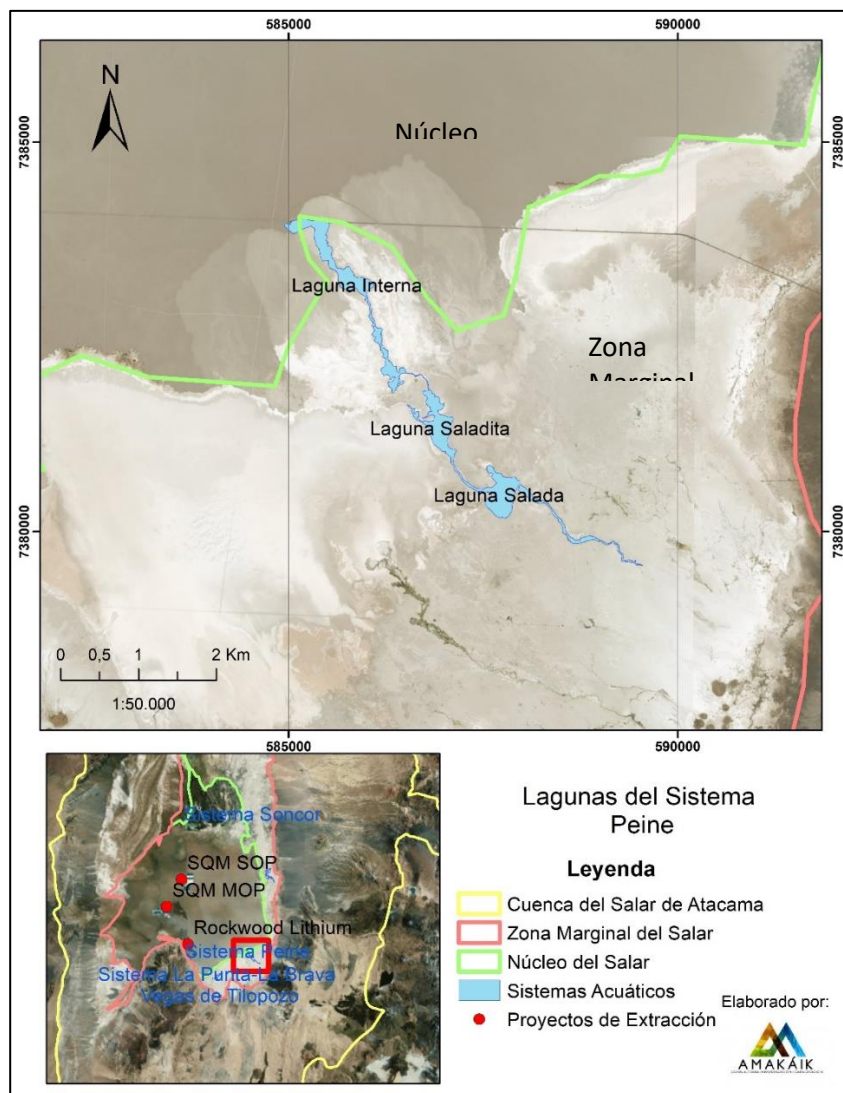 585000
590000
N
Núcleo
7385000
7385000
Laguna Interna
Zona
Marginal
Laguna Saladita
Laguna Salada
7380000
7380000
0 0,5 1 2 Km
1:50.000
585000
590000
Sistema Soncor
SQM SOP
SQM MOP
Rockwood Lithium
Sistema Peine
Sistema La Punta-La Brava
Vegas de Tilopozo
Lagunas del Sistema
Peine
Leyenda
Cuenca del Salar de Atacama
Zona Marginal del Salar
Núcleo del Salar
Sistemas Acuáticos
Proyectos de Extracción
Elaborado por:
AMAKÁIK